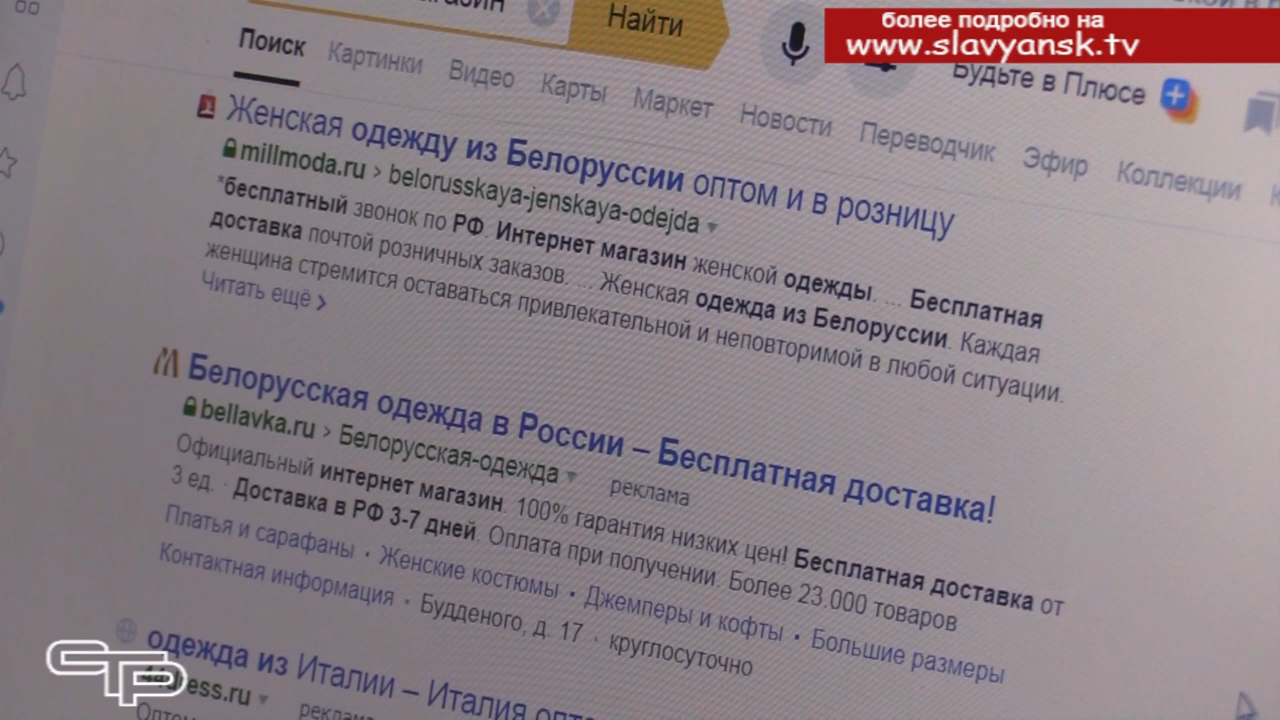 более подробно на
www.slavyansk.tv
Найти
Будьте в Плюсе
Поиск Картинки Видео Карты Маркет Новости Переводчик Эфир Коллекции
Женская одежду из Белоруссии оптом и в розницу
millmoda.ru › belorusskaya-jenskaya-odejda
*бесплатный звонок по РФ. Интернет магазин женской одежды. ... Бесплатная
доставка почтой розничных заказов. ... Женская одежда из Белоруссии. Каждая
женщина стремится оставаться привлекательной и неповторимой в любой ситуации.
Читать ещё ›
Белорусская одежда в России – Бесплатная доставка!
bellavka.ru › Белорусская-одежда реклама
Официальный интернет магазин. 100% гарантия низких цен! Бесплатная доставка от
3 ед. · Доставка в РФ 3-7 дней. Оплата при получении. Более 23.000 товаров
Платья и сарафаны · Женские костюмы · Джемперы и кофты · Большие размеры
Контактная информация · Будденого, д. 17 · круглосуточно
одежда из Италии – Италия
реклама
СТР